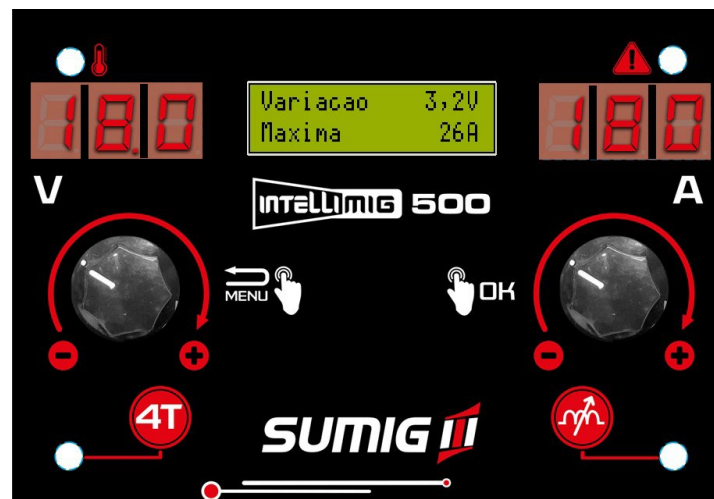 18.0
Variacao 3,2V
Maxima 26A
180
V
INTELLIMIG 500
A
MENU
OK
4T
SUMIG